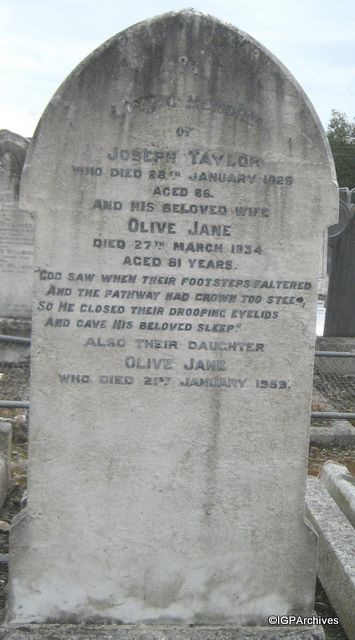 IN LOVING MEMORY
OF
JOSEPH TAYLOR
WHO DIED 28TH JANUARY 1929
AGED 86.
AND HIS BELOVED WIFE
OLIVE JANE
DIED 27TH MARCH 1934
AGED 81 YEARS.
"GOD SAW WHEN THEIR FOOTSTEPS FALTERED
AND THE PATHWAY HAD GROWN TOO STEEP,
SO HE CLOSED THEIR DROOPING EYELIDS
AND GAVE HIS BELOVED SLEEP."
ALSO THEIR DAUGHTER
OLIVE JANE
WHO DIED 21ST JANUARY 1959.
©IGPArchives